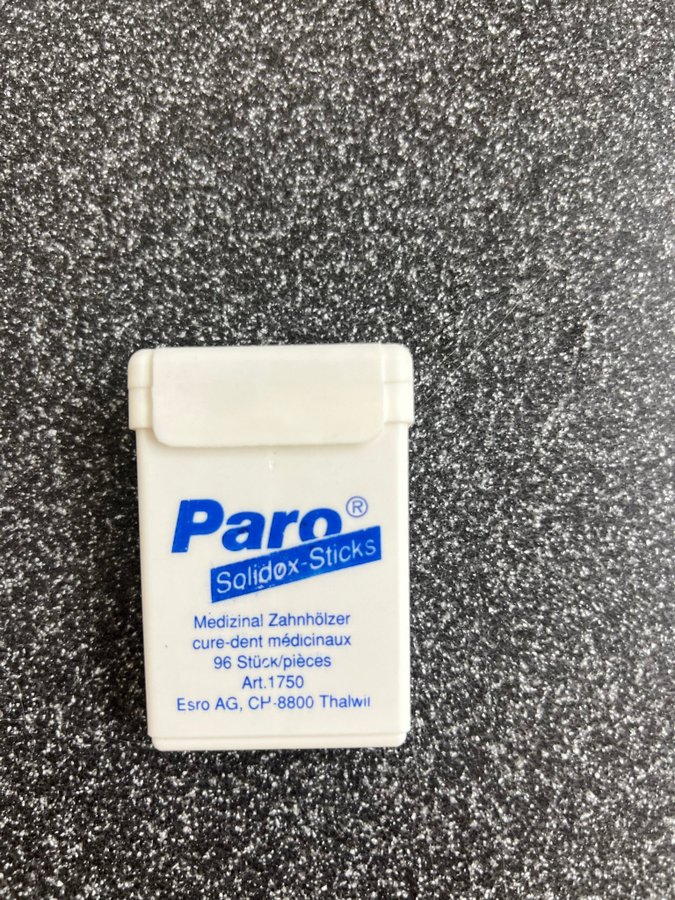 Paro®
Solidox-Sticks
Medizinal Zahnhölzer
cure-dent médicinaux
96 Stück/pièces
Art.1750
Esro AG, CH-8800 Thalwil